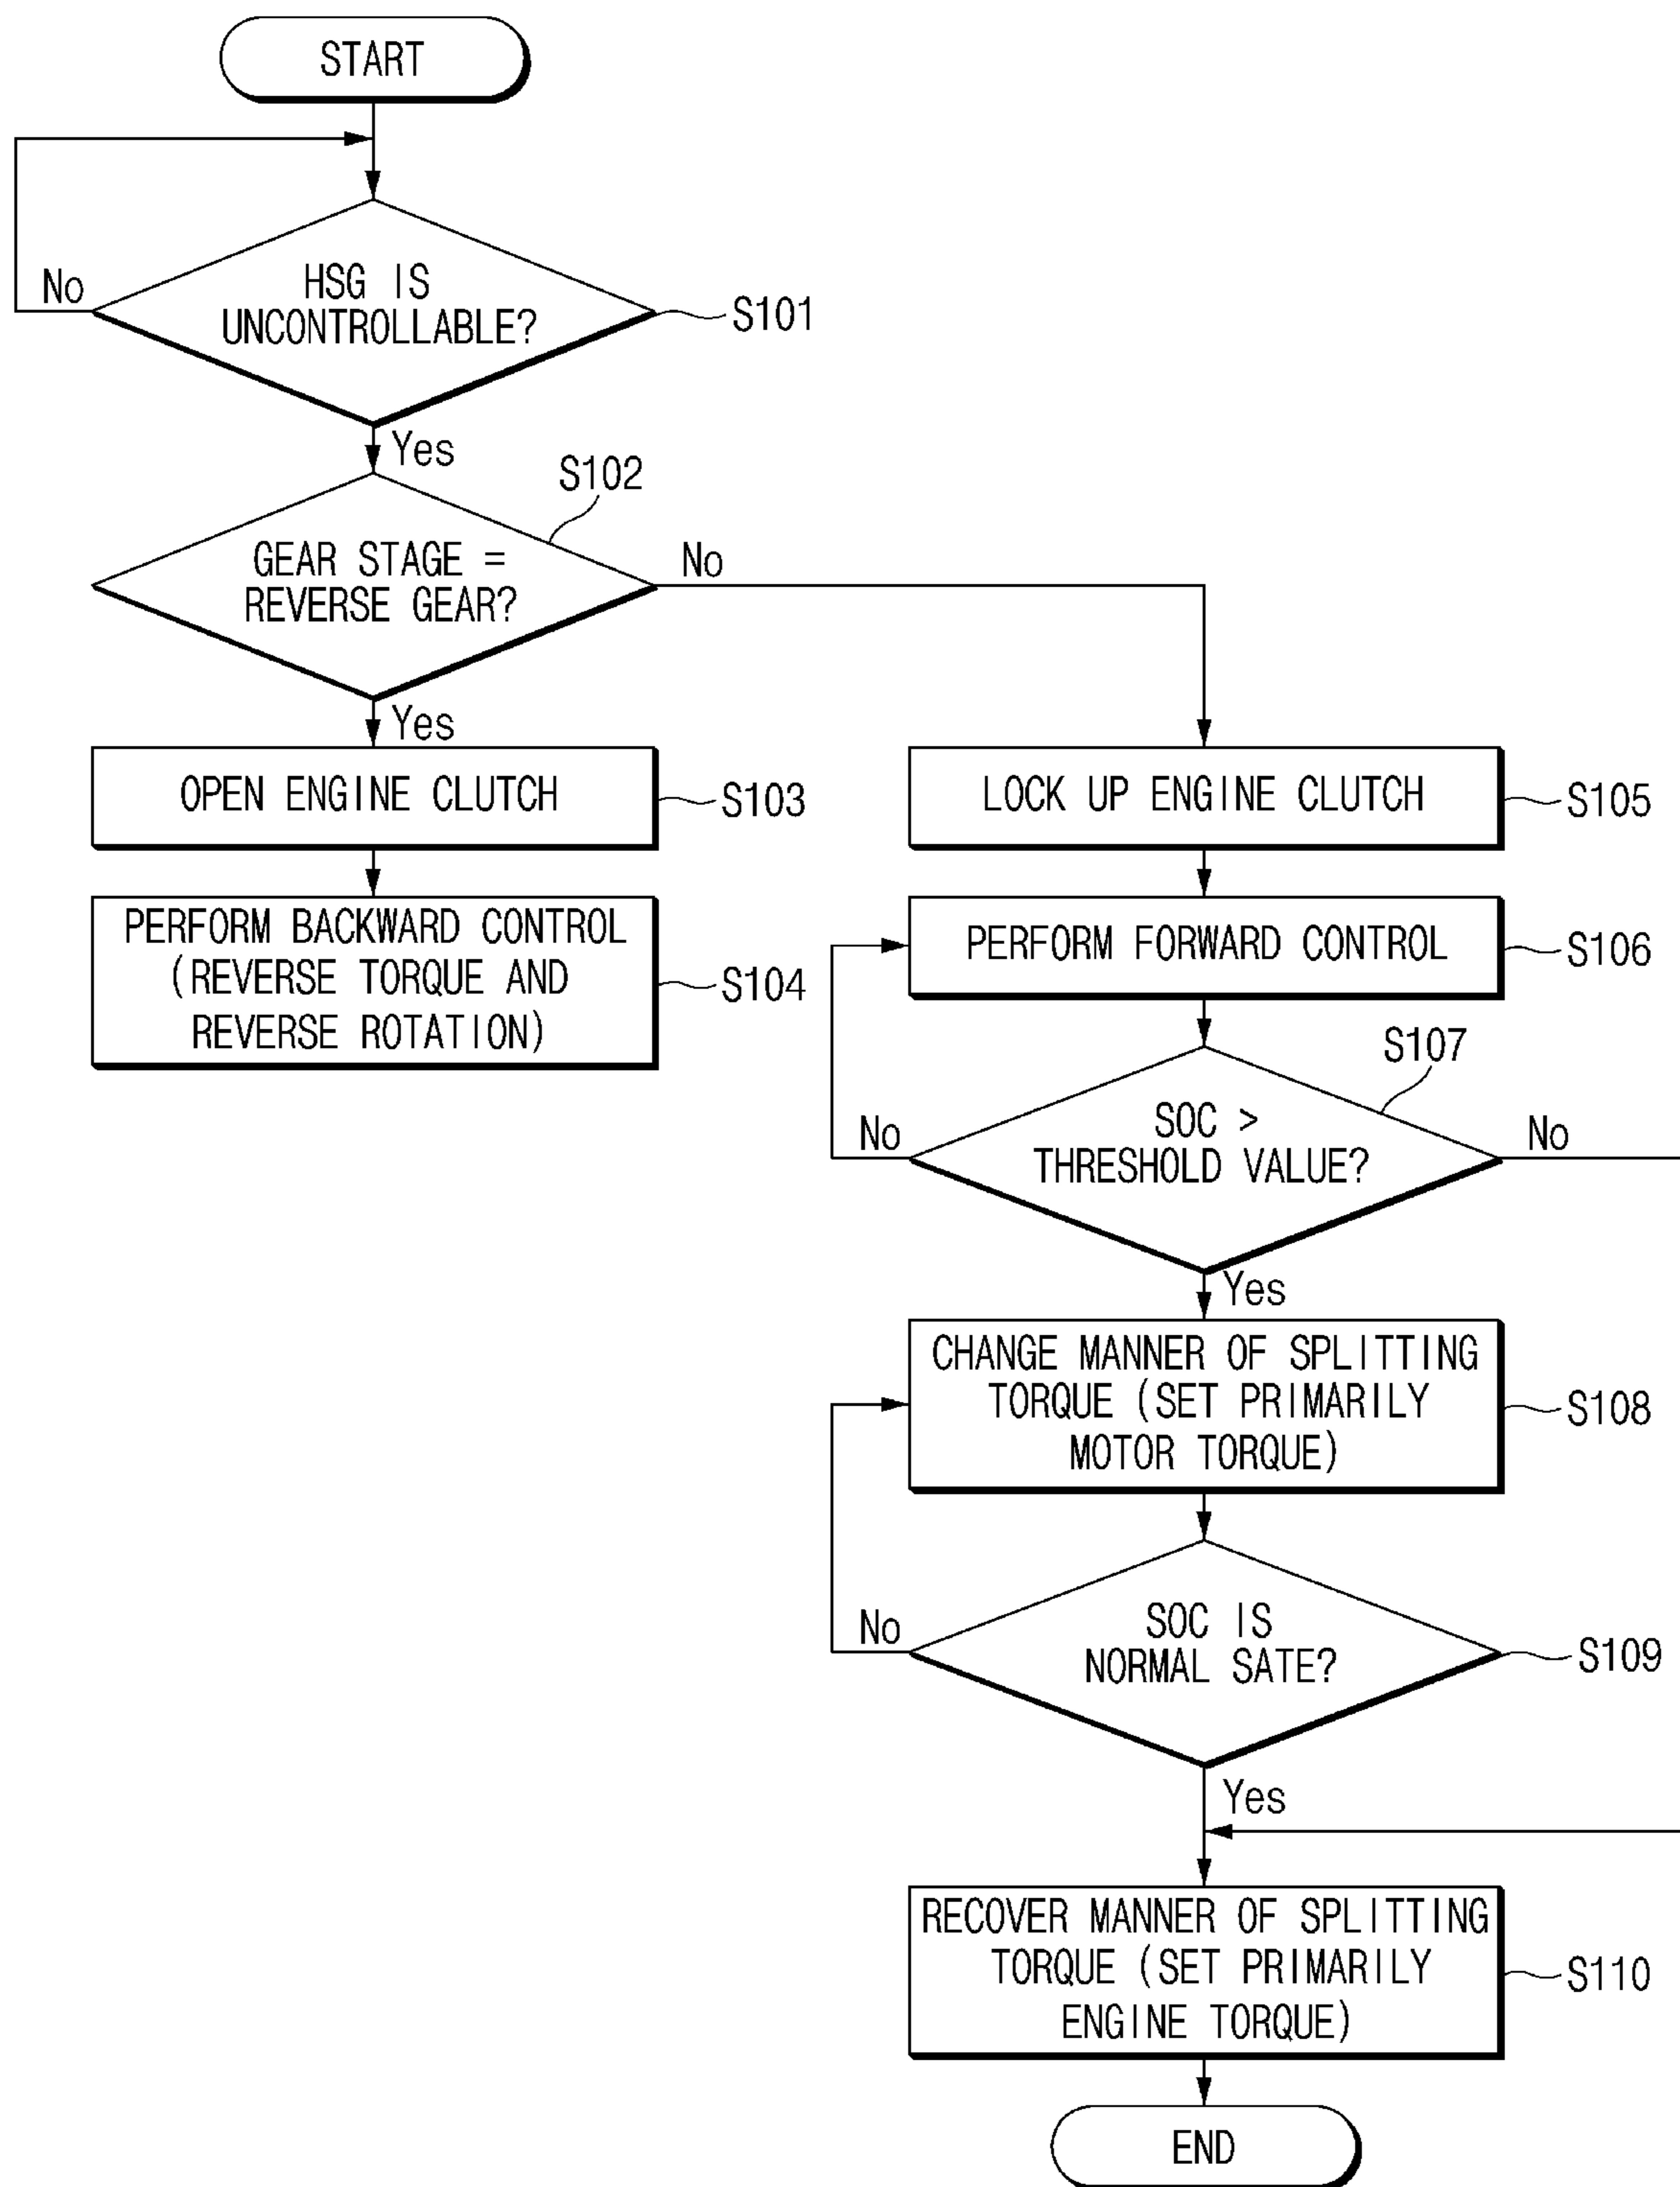 START
HSG IS
UNCONTROLLABLE?
No
S101
Yes
S102
GEAR STAGE =
REVERSE GEAR?
No
Yes
OPEN ENGINE CLUTCH
S103
PERFORM BACKWARD CONTROL
(REVERSE TORQUE AND
REVERSE ROTATION)
S104
LOCK UP ENGINE CLUTCH
S105
PERFORM FORWARD CONTROL
S106
S107
SOC >
THRESHOLD VALUE?
No
No
Yes
CHANGE MANNER OF SPLITTING
TORQUE (SET PRIMARILY
MOTOR TORQUE)
S108
SOC IS
NORMAL SATE?
No
S109
Yes
RECOVER MANNER OF SPLITTING
TORQUE (SET PRIMARILY
ENGINE TORQUE)
S110
END